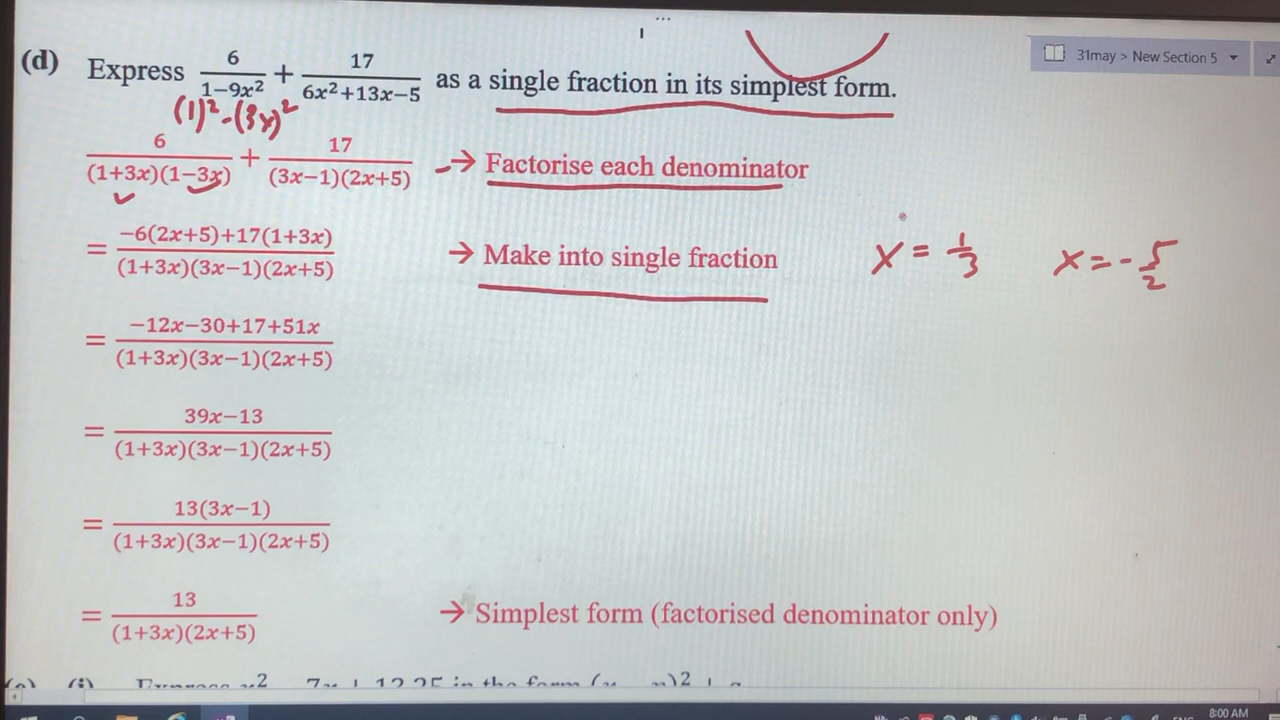 31may > New Section 5
(d) Express 6/(1−9x²) + 17/(6x²+13x−5) as a single fraction in its simplest form.
(1)² - (3x)²
6/((1+3x)(1−3x)) + 17/((3x−1)(2x+5)) → Factorise each denominator
= (−6(2x+5)+17(1+3x))/((1+3x)(3x−1)(2x+5)) → Make into single fraction x = 1/3 x = -5/2
= (−12x−30+17+51x)/((1+3x)(3x−1)(2x+5))
= (39x−13)/((1+3x)(3x−1)(2x+5))
= (13(3x−1))/((1+3x)(3x−1)(2x+5))
= 13/((1+3x)(2x+5)) → Simplest form (factorised denominator only)
8:00 AM